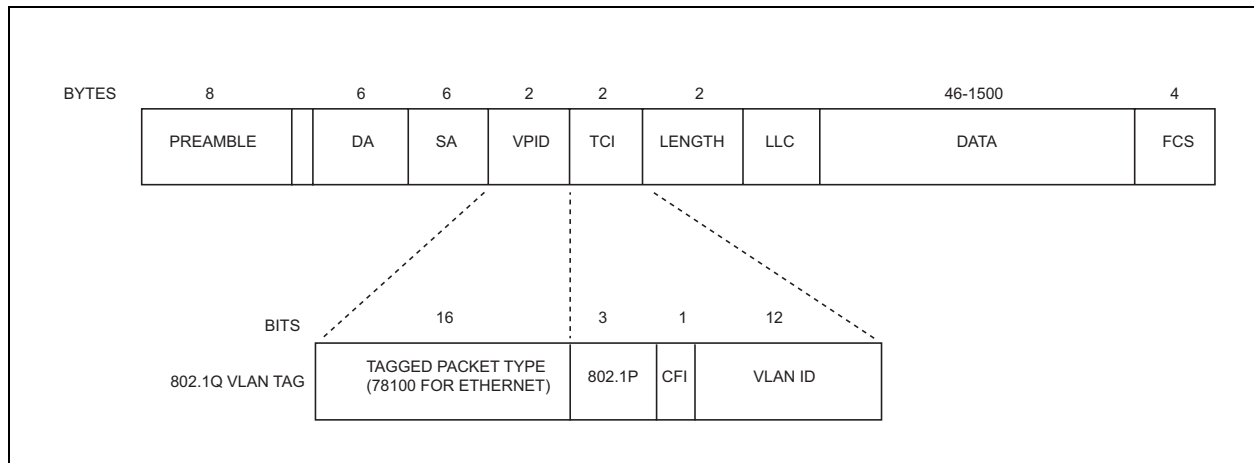 BYTES 8 6 6 2 2 2 46-1500 4
PREAMBLE DA SA VPID TCI LENGTH LLC DATA FCS
BITS 16 3 1 12
802.1Q VLAN TAG
TAGGED PACKET TYPE
(78100 FOR ETHERNET)
802.1P CFI VLAN ID